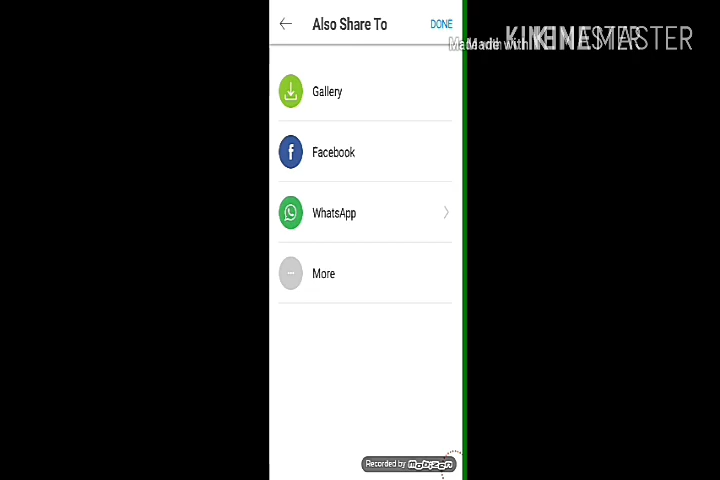 Also Share To
DONE
Made with KINEMASTER
Gallery
Facebook
WhatsApp
More
Recorded by mobizen